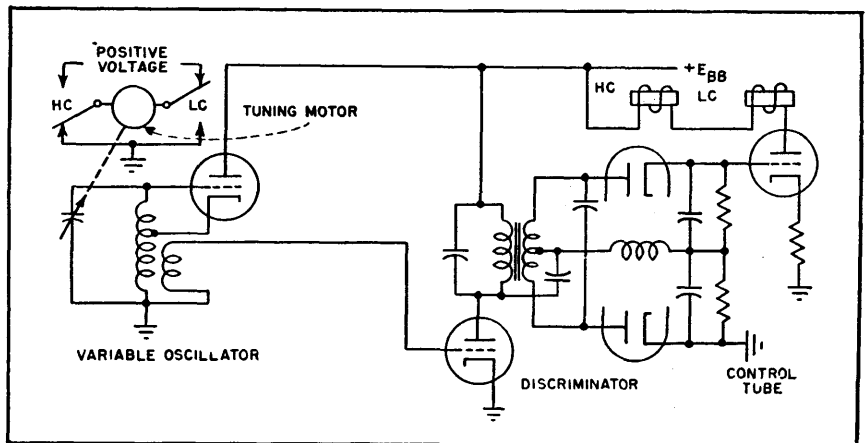 POSITIVE
VOLTAGE
HC
LC
TUNING MOTOR
+EBB
HC
LC
VARIABLE OSCILLATOR
DISCRIMINATOR
CONTROL
TUBE